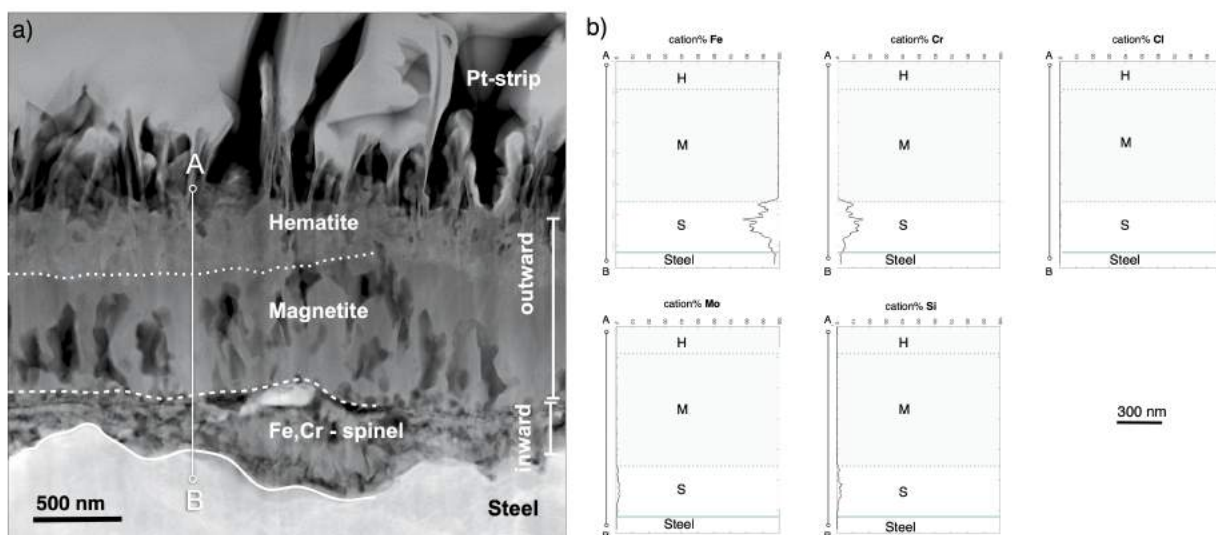 a)
Pt-strip
A
Hematite
outward
Magnetite
Fe,Cr - spinel
inward
B
500 nm
Steel
b)
cation% Fe
A
H
M
S
Steel
B
cation% Cr
A
H
M
S
Steel
B
cation% Cl
A
H
M
S
Steel
B
cation% Mo
A
H
M
S
Steel
cation% Si
A
H
M
S
Steel
300 nm